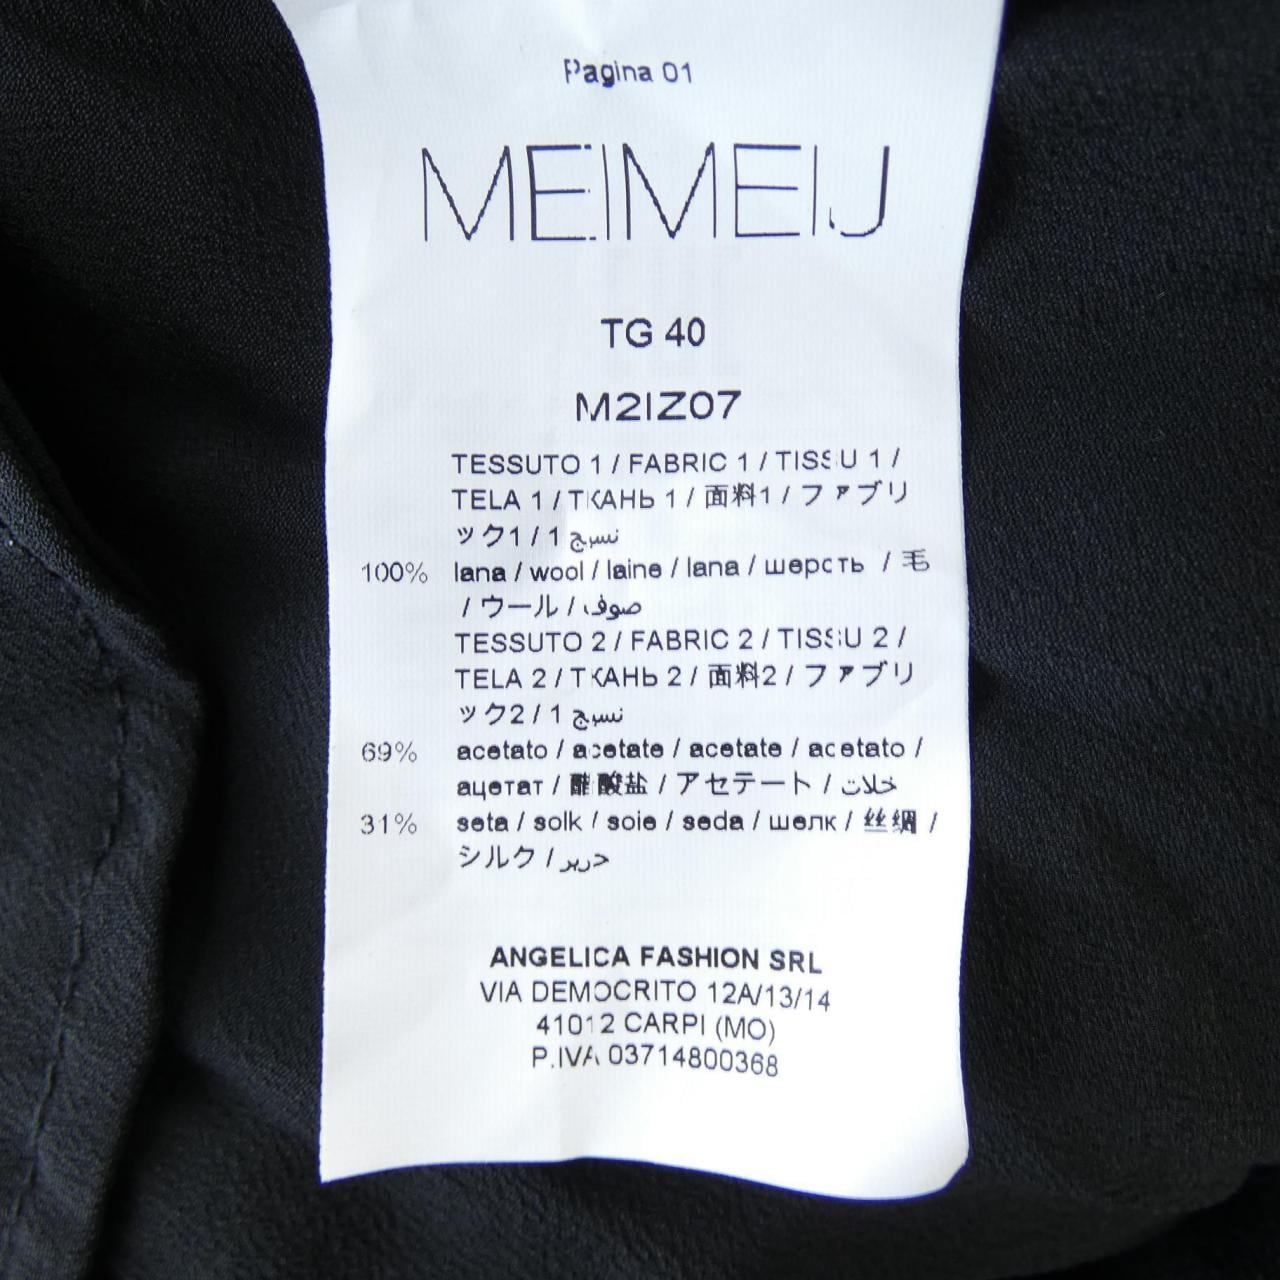 Pagina 01
MEIMEIJ
TG 40
M2IZ07
TESSUTO 1 / FABRIC 1 / TISSU 1 /
TELA 1 / ТКАНЬ 1 / 面料1 / ファブリ
ック1 / 1 نسيج
100% lana / wool / laine / lana / шерсть / 毛
/ ウール / صوف
TESSUTO 2 / FABRIC 2 / TISSU 2 /
TELA 2 / ТКАНЬ 2 / 面料2 / ファブリ
ック2 / 1 نسيج
69% acetato / acetate / acetate / acetato /
ацетат / 醋酸盐 / アセテート / خلات
31% seta / solk / soie / seda / шелк / 丝绸 /
シルク / حرير
ANGELICA FASHION SRL
VIA DEMOCRITO 12A/13/14
41012 CARPI (MO)
P.IVA 03714800368